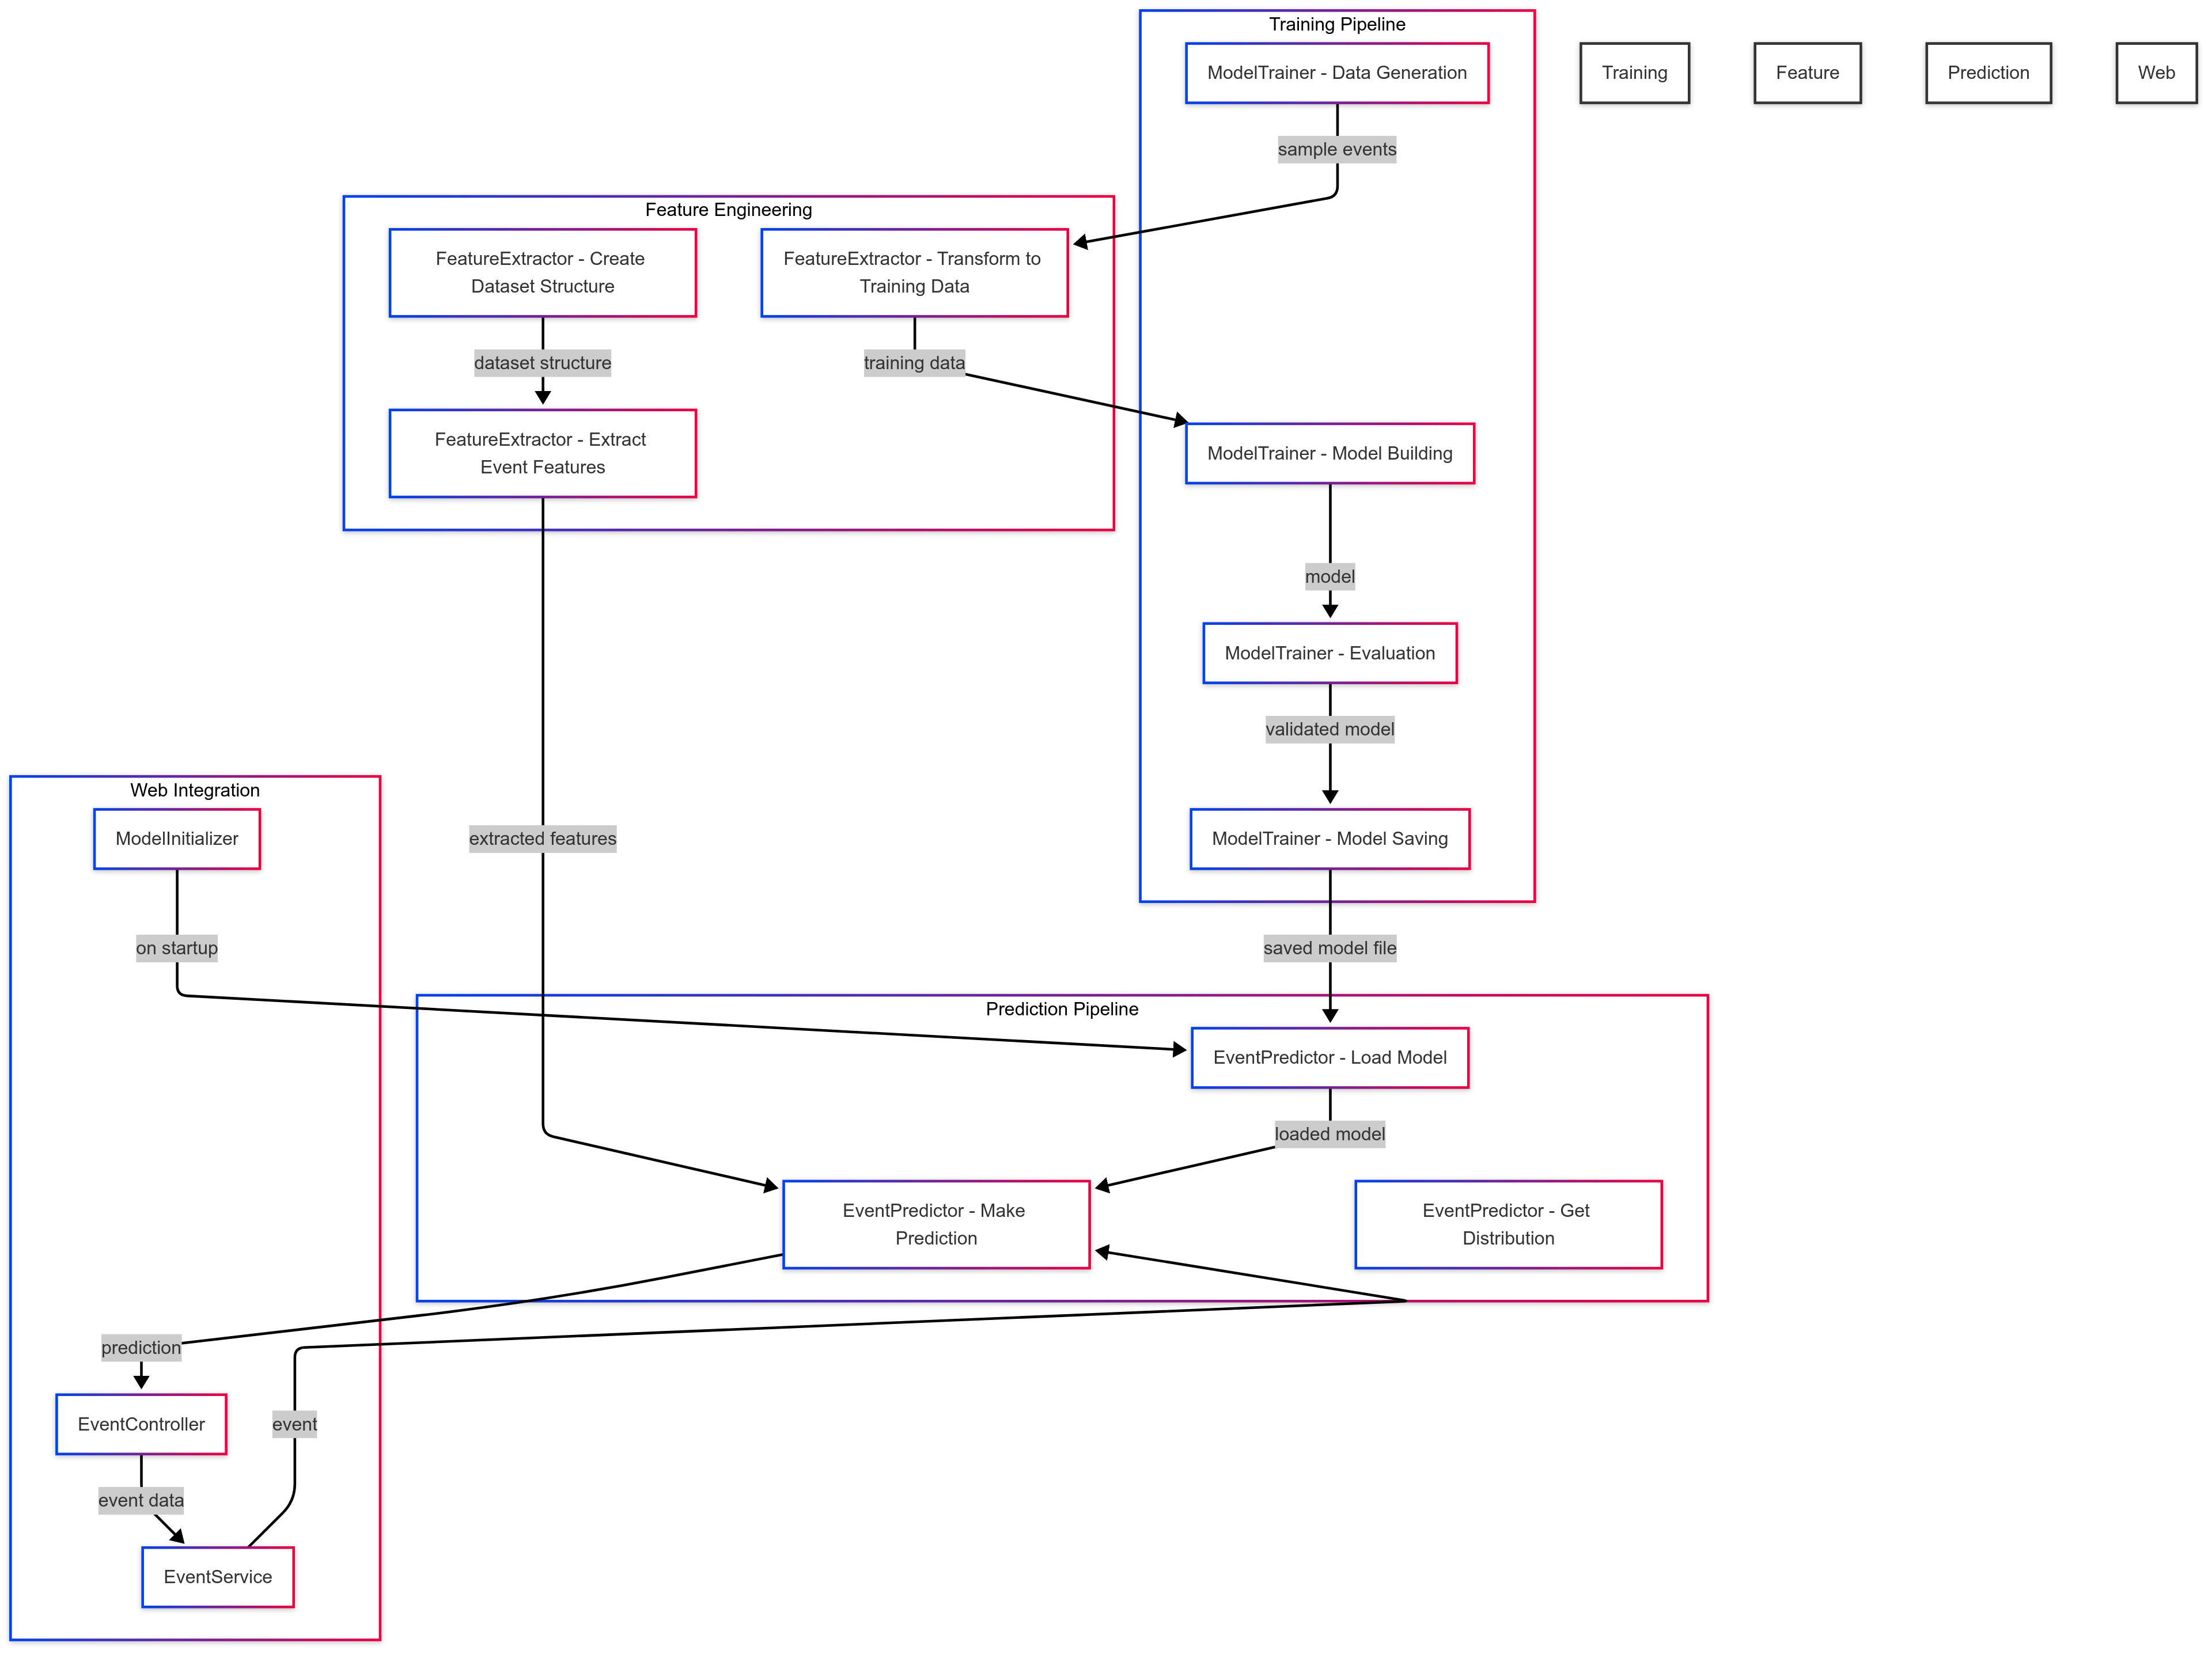 Training Pipeline
ModelTrainer - Data Generation
Training
Feature
Prediction
Web
sample events
Feature Engineering
FeatureExtractor - Create
Dataset Structure
FeatureExtractor - Transform to
Training Data
dataset structure
training data
FeatureExtractor - Extract
Event Features
ModelTrainer - Model Building
model
ModelTrainer - Evaluation
validated model
Web Integration
ModelInitializer
extracted features
ModelTrainer - Model Saving
on startup
saved model file
Prediction Pipeline
EventPredictor - Load Model
loaded model
EventPredictor - Make
Prediction
EventPredictor - Get
Distribution
prediction
EventController
event
event data
EventService